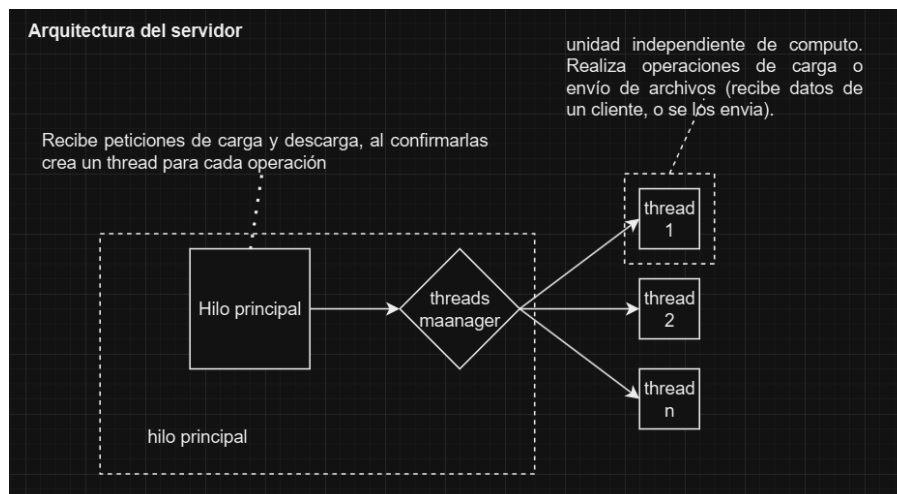 Arquitectura del servidor
unidad independiente de computo.
Realiza operaciones de carga o
envío de archivos (recibe datos de
un cliente, o se los envia).
Recibe peticiones de carga y descarga, al confirmarlas
crea un thread para cada operación
thread
1
Hilo principal
threads
maanager
thread
2
thread
n
hilo principal